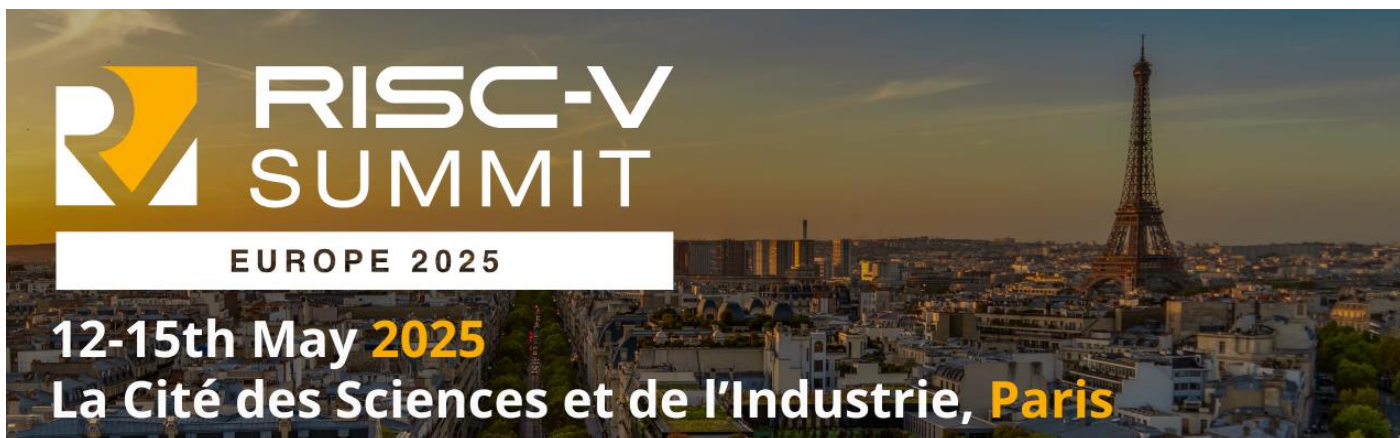 RISC-V
SUMMIT
EUROPE 2025
12-15th May 2025
La Cité des Sciences et de l’Industrie, Paris